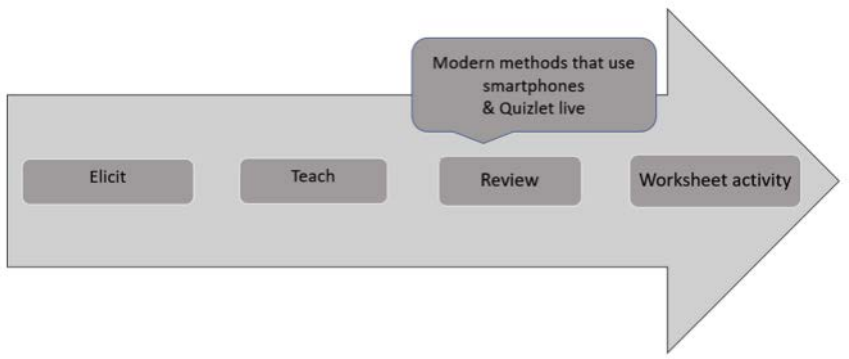 Modern methods that use
smartphones
& Quizlet live
Elicit
Teach
Review
Worksheet activity